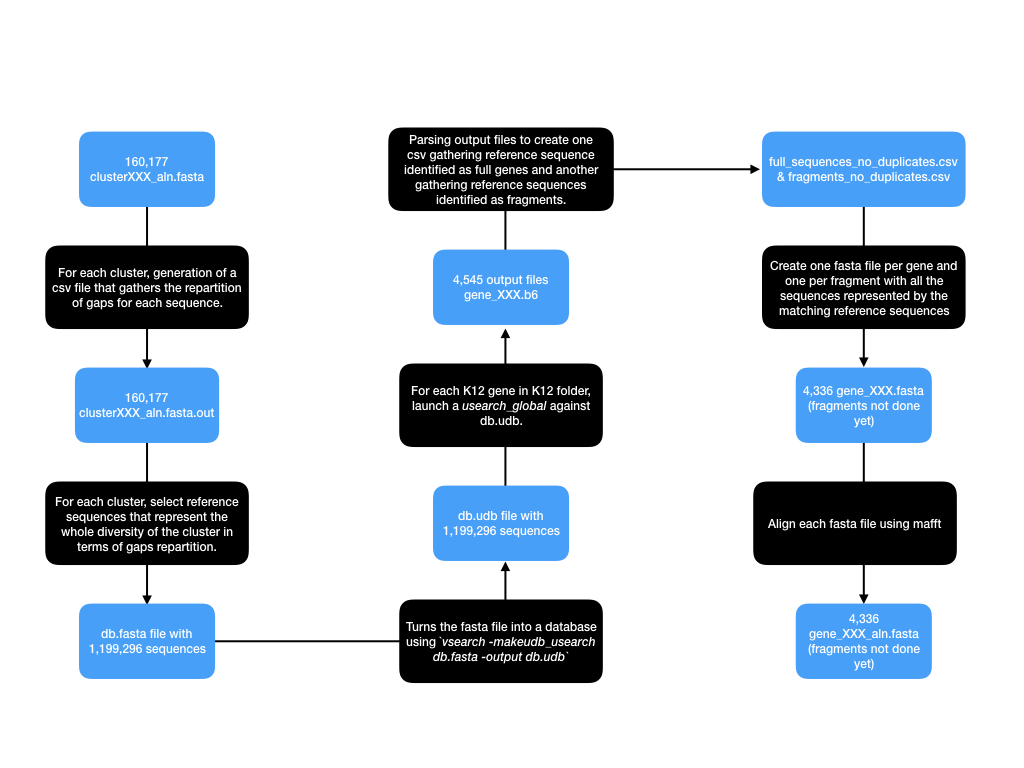 160,177
clusterXXX_aln.fasta
For each cluster, generation of a
csv file that gathers the repartition
of gaps for each sequence.
160,177
clusterXXX_aln.fasta.out
For each cluster, select reference
sequences that represent the
whole diversity of the cluster in
terms of gaps repartition.
db.fasta file with
1,199,296 sequences
Turns the fasta file into a database
using `vsearch -makeudb_usearch
db.fasta -output db.udb`
db.udb file with
1,199,296 sequences
For each K12 gene in K12 folder,
launch a usearch_global against
db.udb.
4,545 output files
gene_XXX.b6
Parsing output files to create one
csv gathering reference sequence
identified as full genes and another
gathering reference sequences
identified as fragments.
full_sequences_no_duplicates.csv
& fragments_no_duplicates.csv
Create one fasta file per gene and
one per fragment with all the
sequences represented by the
matching reference sequences
4,336 gene_XXX.fasta
(fragments not done
yet)
Align each fasta file using mafft
4,336
gene_XXX_aln.fasta
(fragments not done
yet)